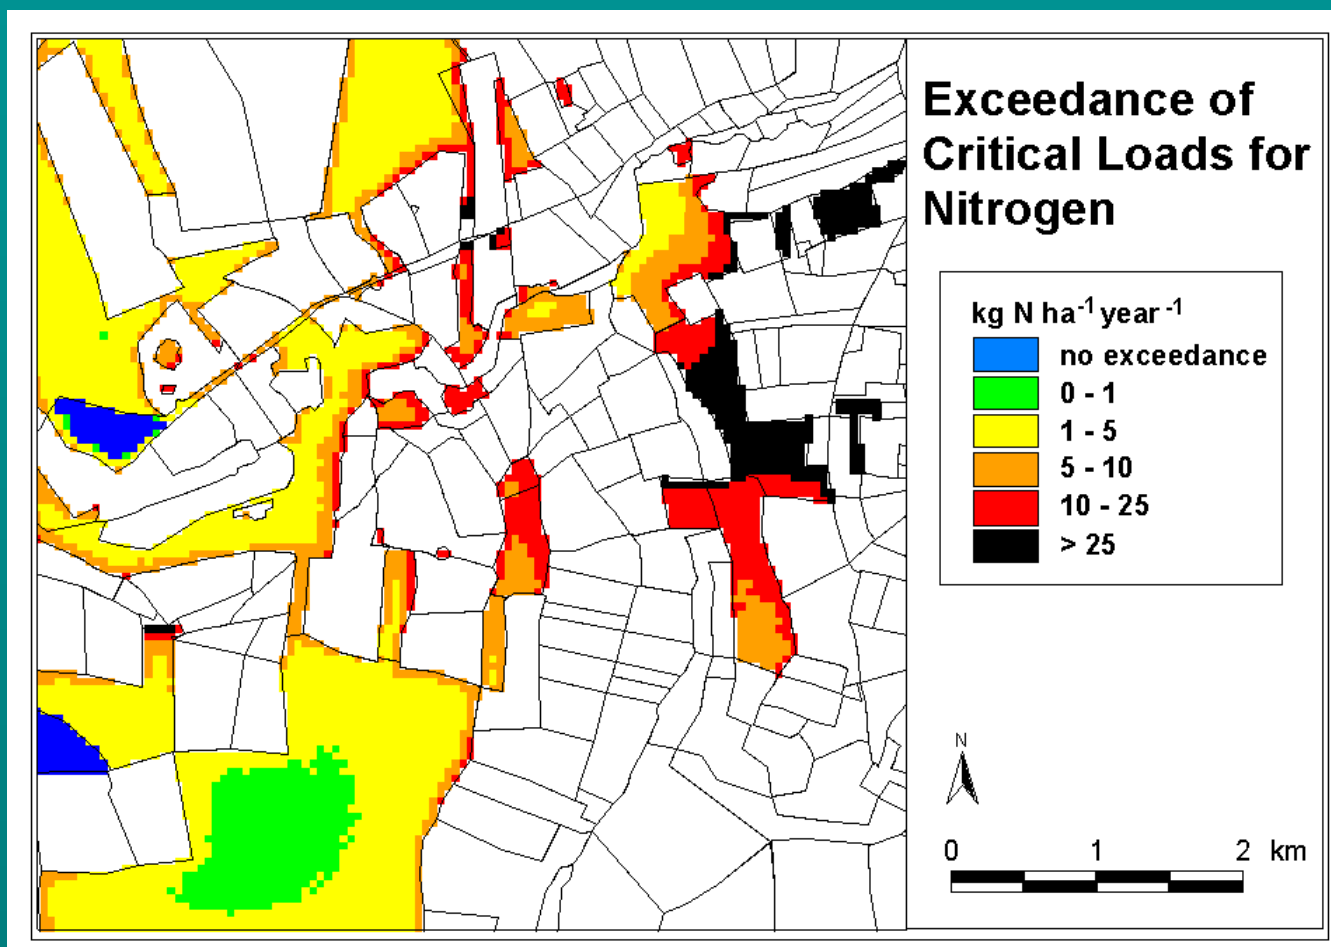 Exceedance of
Critical Loads for
Nitrogen
kg N ha⁻¹ year ⁻¹
no exceedance
0 - 1
1 - 5
5 - 10
10 - 25
> 25
N
0 1 2 km